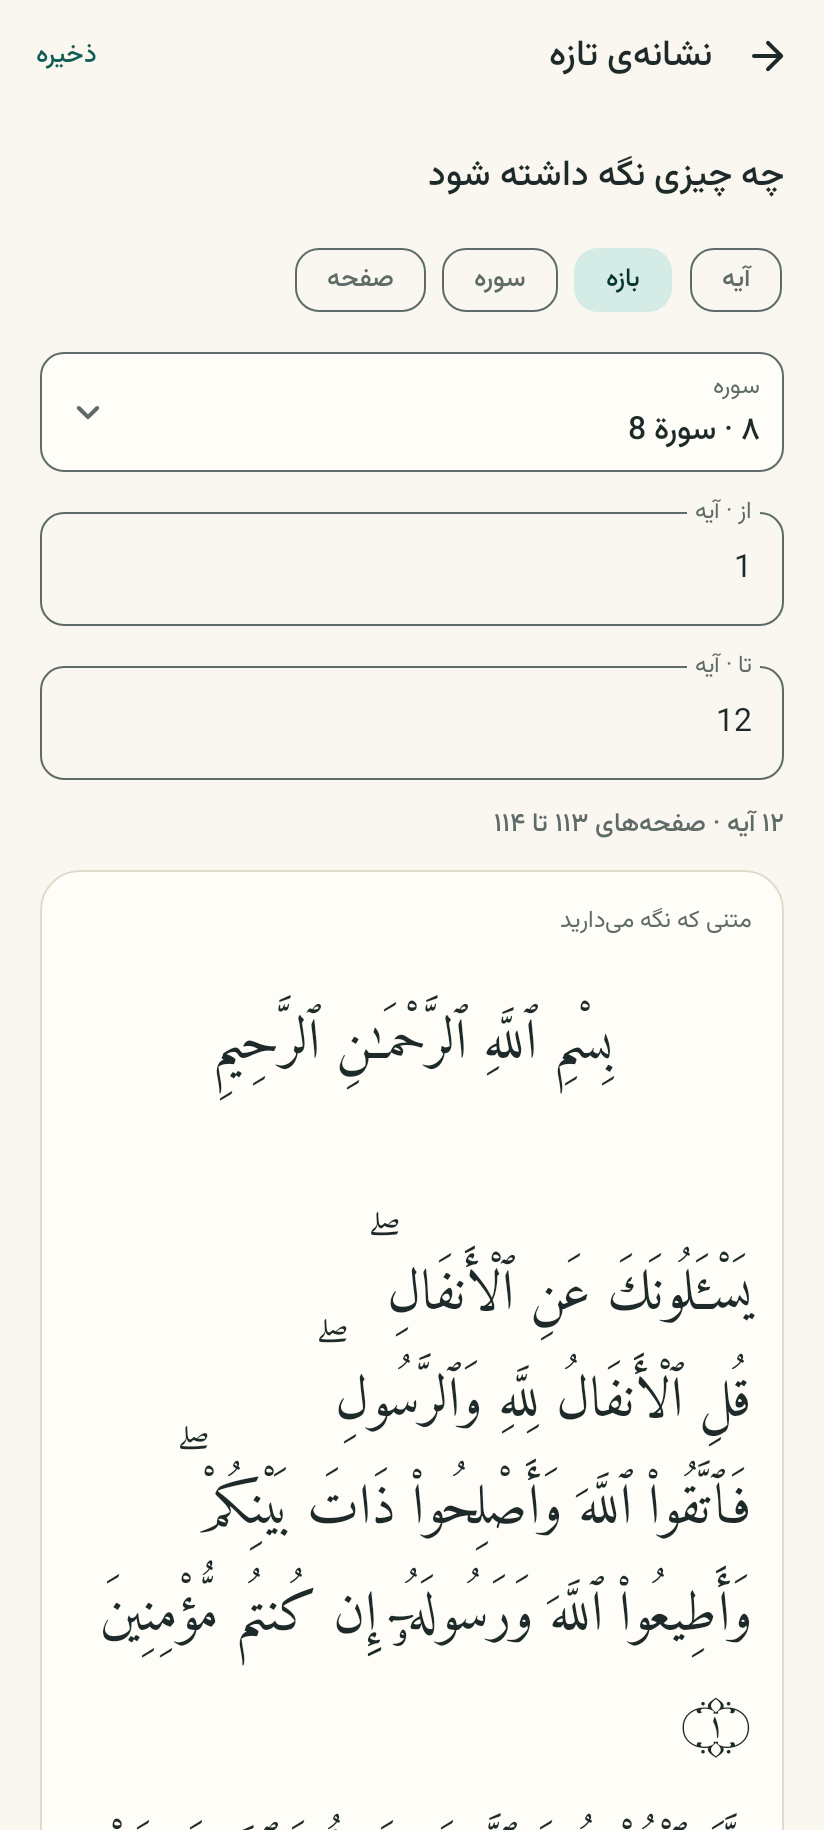 نشانه‌ی تازه
ذخیره
چه چیزی نگه داشته شود
آیه
بازه
سوره
صفحه
سوره
۸ · سورة 8
از · آیه
1
تا · آیه
12
۱۲ آیه · صفحه‌های ۱۱۳ تا ۱۱۴
متنی که نگه می‌دارید
بِسْمِ ٱللَّهِ ٱلرَّحْمَـٰنِ ٱلرَّحِيمِ
يَسْـَٔلُونَكَ عَنِ ٱلْأَنفَالِ ۖ
قُلِ ٱلْأَنفَالُ لِلَّهِ وَٱلرَّسُولِ ۖ
فَٱتَّقُوا۟ ٱللَّهَ وَأَصْلِحُوا۟ ذَاتَ بَيْنِكُمْ ۖ
وَأَطِيعُوا۟ ٱللَّهَ وَرَسُولَهُۥٓ إِن كُنتُم مُّؤْمِنِينَ
۝١